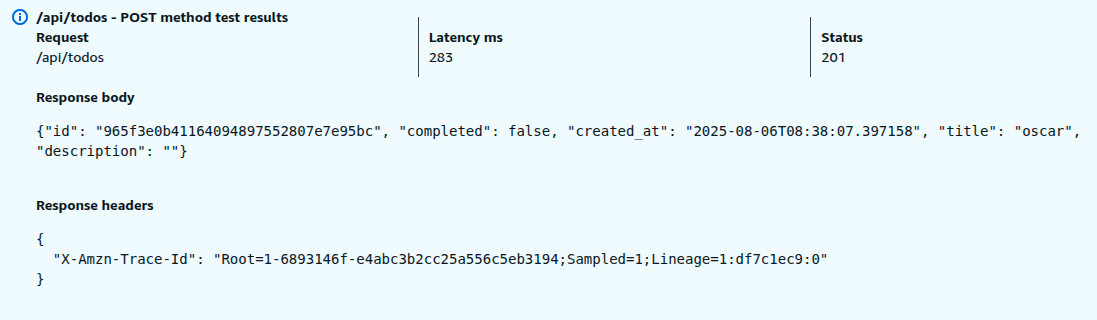 /api/todos - POST method test results
Request
/api/todos
Latency ms
283
Status
201
Response body
{"id": "965f3e0b41164094897552807e7e95bc", "completed": false, "created_at": "2025-08-06T08:38:07.397158", "title": "oscar",
"description": ""}
Response headers
{
  "X-Amzn-Trace-Id": "Root=1-6893146f-e4abc3b2cc25a556c5eb3194;Sampled=1;Lineage=1:df7c1ec9:0"
}